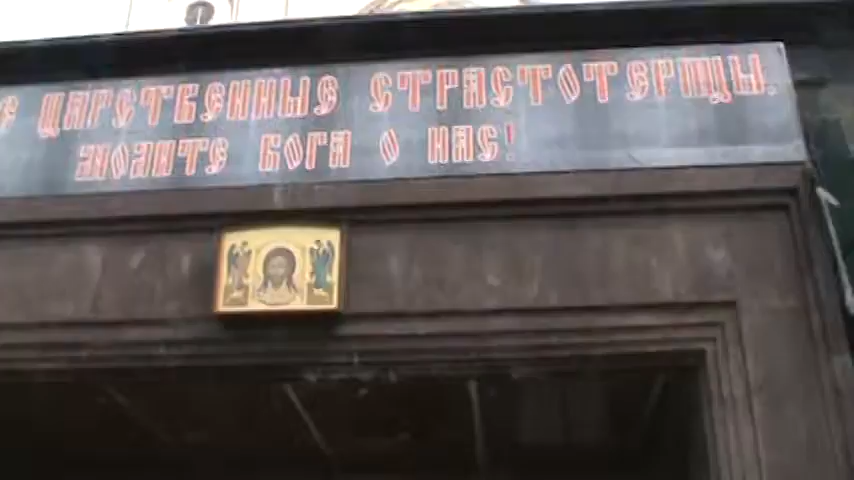 е царственные страстотерпцы,
молите бога о нас!